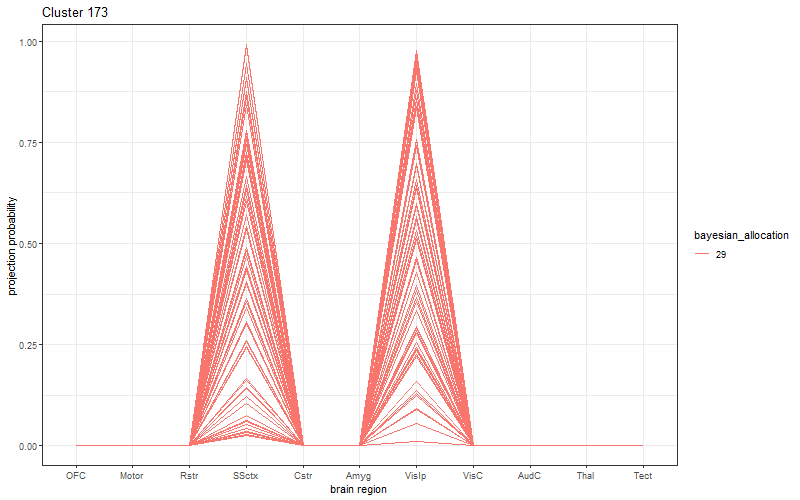 Cluster 173
1.00
0.75
0.50
0.25
0.00
projection probability
OFC Motor Rstr SSctx Cstr Amyg VisIp VisC AudC Thal Tect
brain region
bayesian_allocation
29